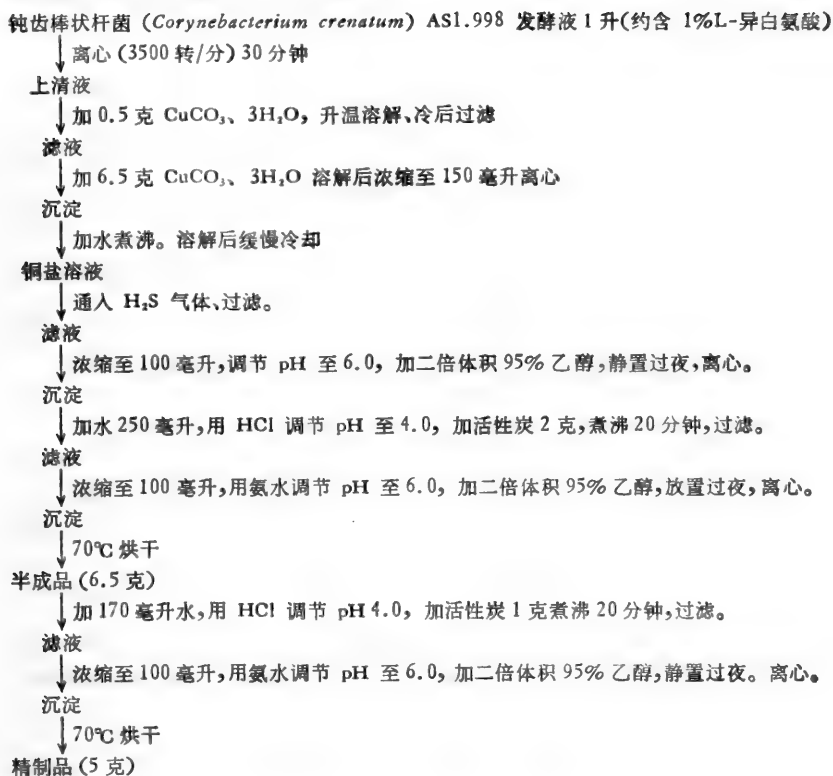 钝齿棒状杆菌 (Corynebacterium crenatum) AS1.998 发酵液1升(约含 1%L-异白氨酸)
离心 (3500 转/分) 30 分钟
上清液
加 0.5 克 CuCO₃、3H₂O, 升温溶解、冷后过滤
滤液
加 6.5 克 CuCO₃、3H₂O 溶解后浓缩至 150 毫升离心
沉淀
加水煮沸。溶解后缓慢冷却
铜盐溶液
通入 H₂S 气体、过滤。
滤液
浓缩至 100 毫升,调节 pH 至 6.0, 加二倍体积 95% 乙醇,静置过夜,离心。
沉淀
加水 250 毫升,用 HCl 调节 pH 至 4.0, 加活性炭 2 克,煮沸 20 分钟,过滤。
滤液
浓缩至 100 毫升,用氨水调节 pH 至 6.0, 加二倍体积 95% 乙醇,放置过夜,离心。
沉淀
70℃ 烘干
半成品 (6.5 克)
加 170 毫升水,用 HCl 调节 pH 4.0, 加活性炭 1 克煮沸 20 分钟,过滤。
滤液
浓缩至 100 毫升,用氨水调节 pH 至 6.0, 加二倍体积 95% 乙醇,静置过夜。离心。
沉淀
70℃ 烘干
精制品 (5 克)